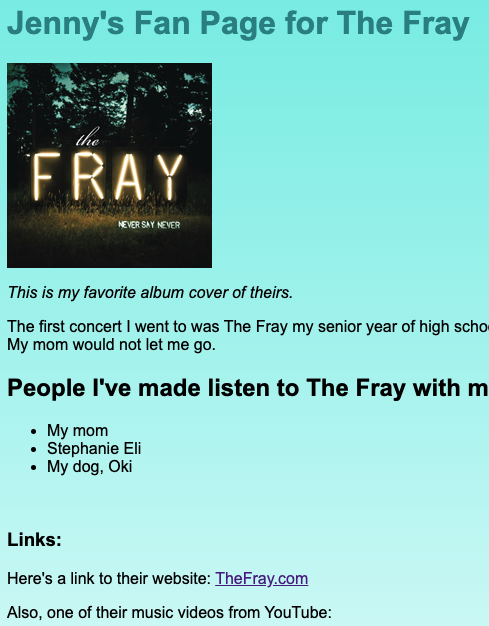 Jenny's Fan Page for The Fray
the
FRAY
NEVER SAY NEVER
This is my favorite album cover of theirs.
The first concert I went to was The Fray my senior year of high
My mom would not let me go.
People I've made listen to The Fray with
My mom
Stephanie Eli
My dog, Oki
Links:
Here's a link to their website: TheFray.com
Also, one of their music videos from YouTube: